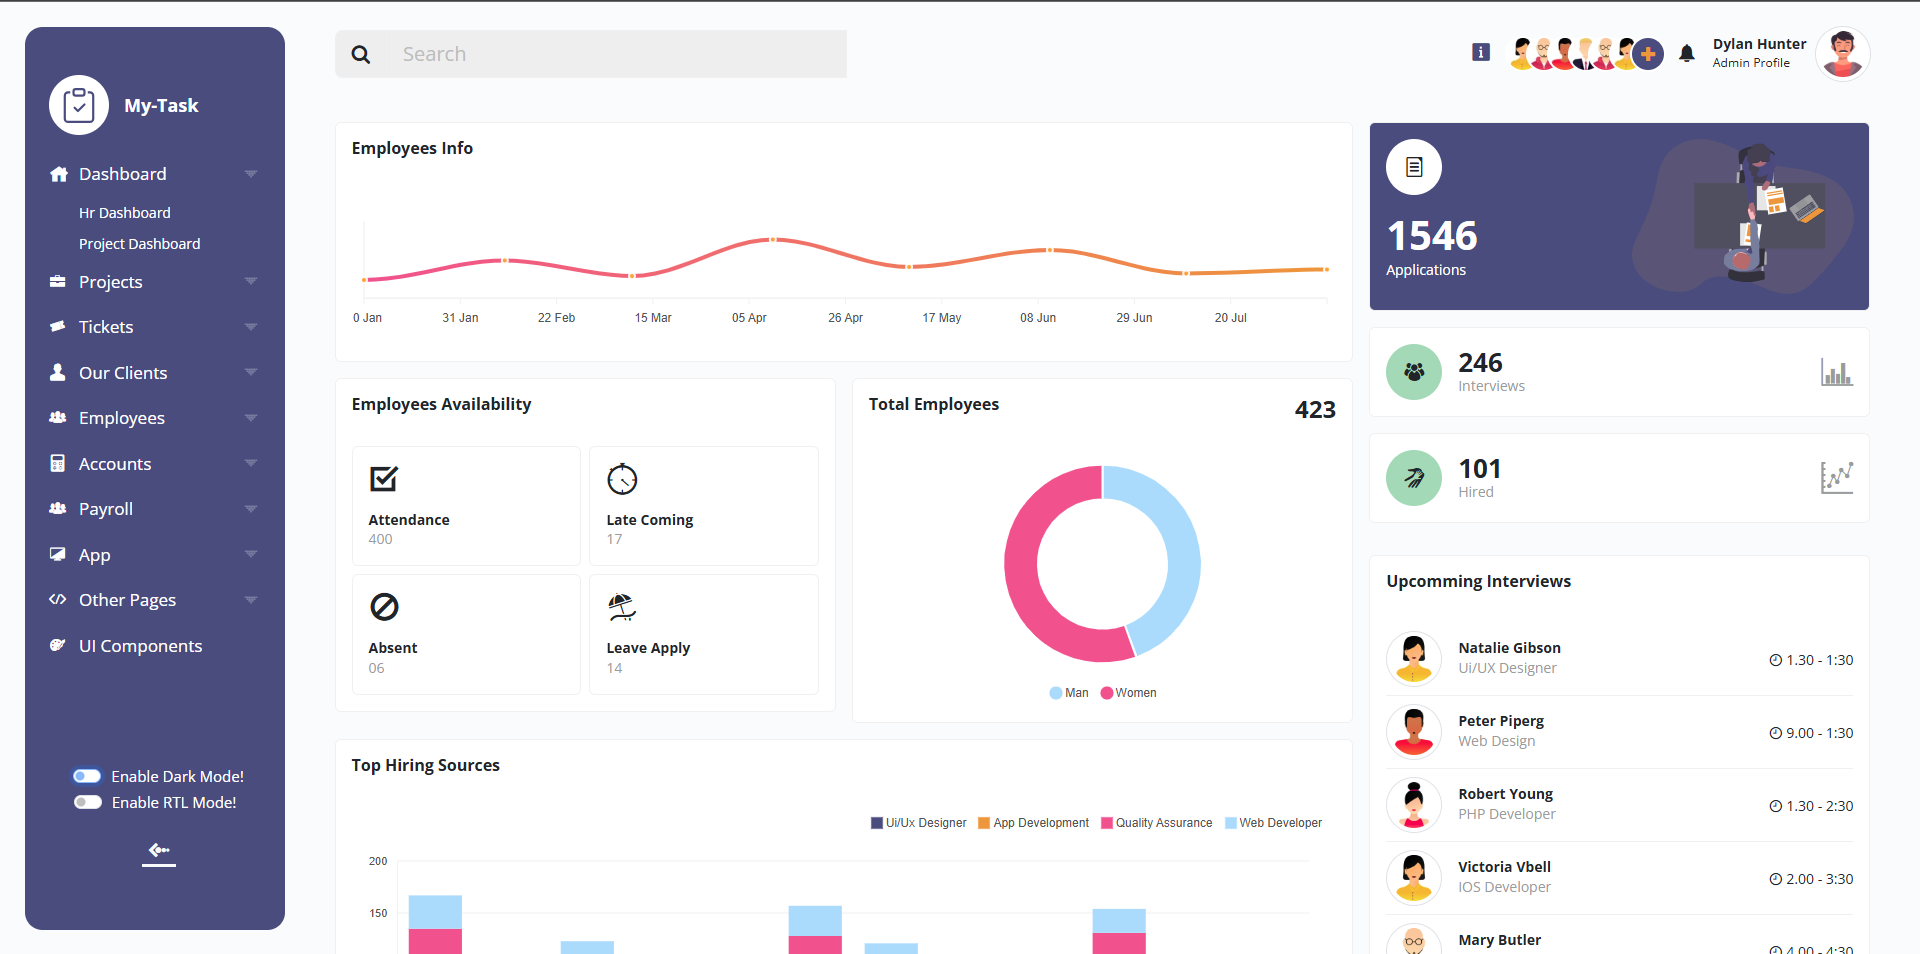 My-Task
Dashboard
Hr Dashboard
Project Dashboard
Projects
Tickets
Our Clients
Employees
Accounts
Payroll
App
Other Pages
UI Components
Enable Dark Mode!
Enable RTL Mode!
Search
Dylan Hunter
Admin Profile
Employees Info
0 Jan 31 Jan 22 Feb 15 Mar 05 Apr 26 Apr 17 May 08 Jun 29 Jun 20 Jul
Employees Availability
Attendance
400
Late Coming
17
Absent
06
Leave Apply
14
Total Employees
423
Man Women
Top Hiring Sources
Ui/Ux Designer App Development Quality Assurance Web Developer
200
150
1546
Applications
246
Interviews
101
Hired
Upcomming Interviews
Natalie Gibson
Ui/UX Designer
1.30 - 1:30
Peter Piperg
Web Design
9.00 - 1:30
Robert Young
PHP Developer
1.30 - 2:30
Victoria Vbell
IOS Developer
2.00 - 3:30
Mary Butler
4.00 - 4:30